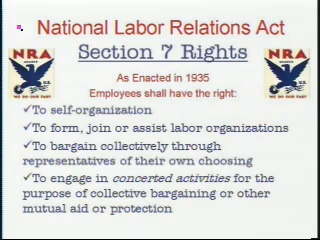 National Labor Relations Act
Section 7 Rights
NRA
NRA
As Enacted in 1935
Employees shall have the right:
✓To self-organization
✓To form, join or assist labor organizations
✓To bargain collectively through
representatives of their own choosing
✓To engage in concerted activities for the
purpose of collective bargaining or other
mutual aid or protection